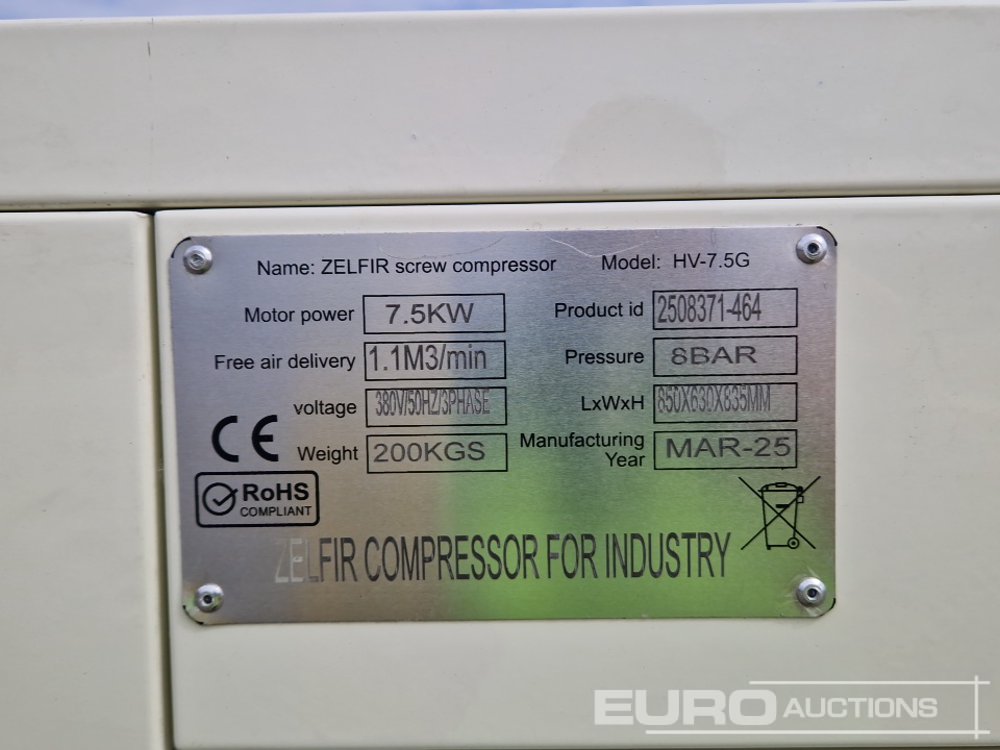 Name: ZELFIR screw compressor Model: HV-7.5G
Motor power 7.5KW Product id 2508371-464
Free air delivery 1.1M3/min Pressure 8BAR
voltage 380V/50HZ/3PHASE LxWxH 850X630X835MM
CE Weight 200KGS Manufacturing Year MAR-25
RoHS
COMPLIANT
ZELFIR COMPRESSOR FOR INDUSTRY
EURO AUCTIONS